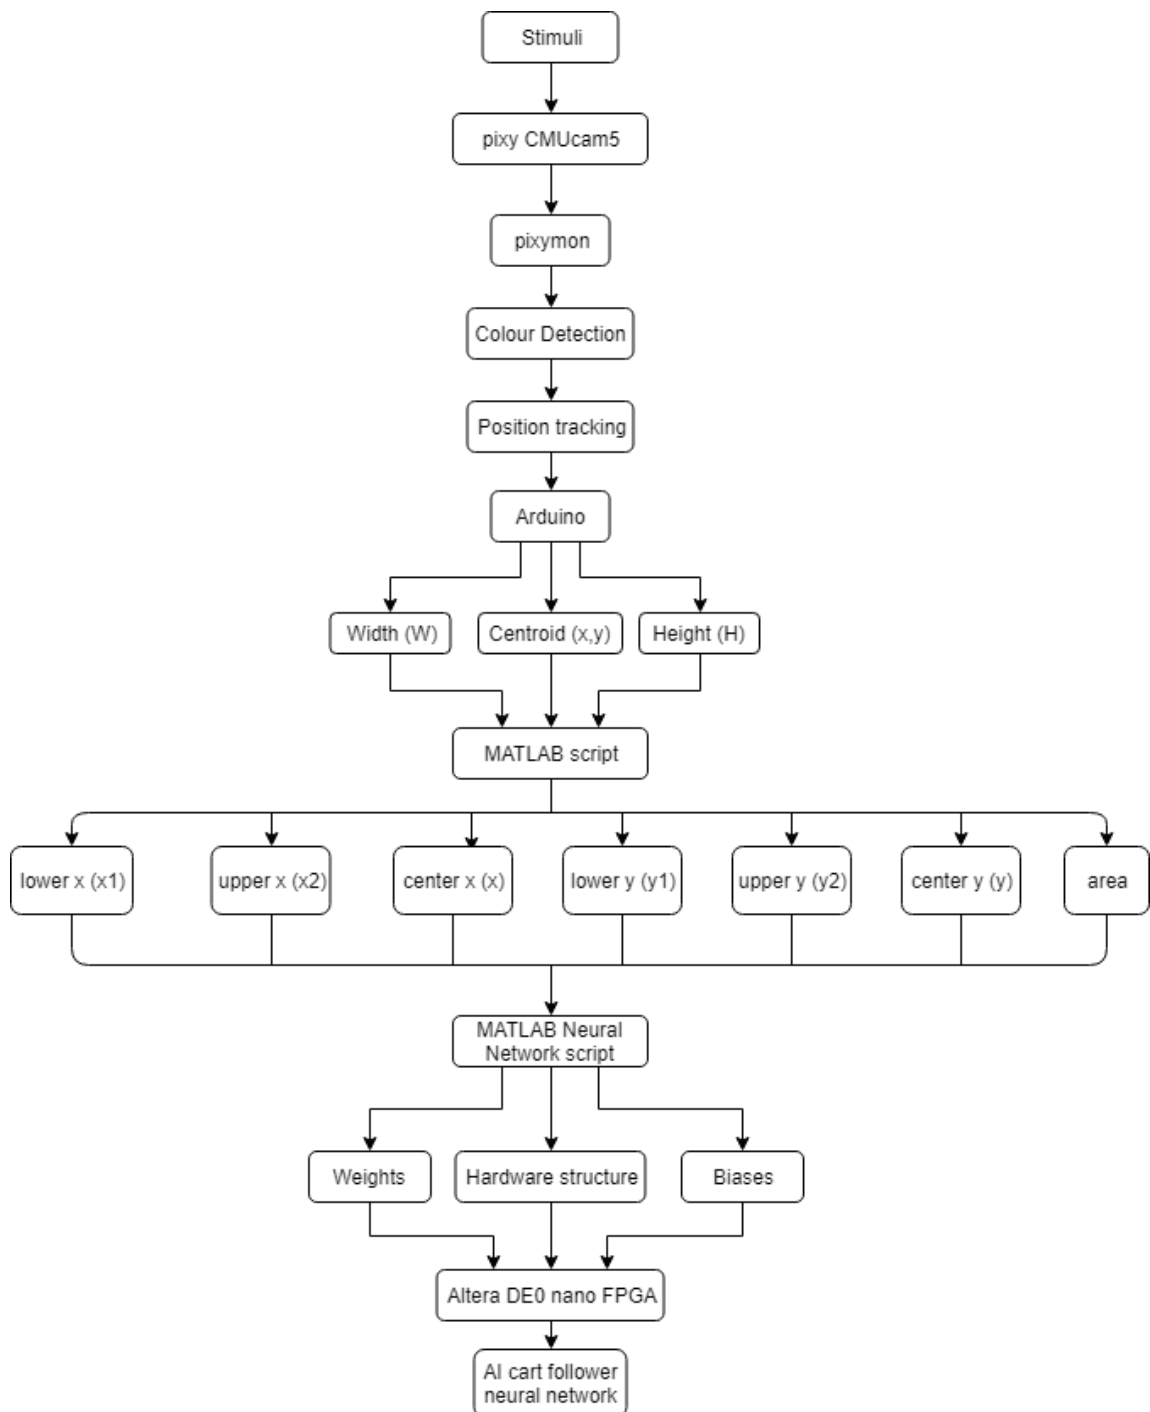 Stimuli
pixy CMUcam5
pixymon
Colour Detection
Position tracking
Arduino
Width (W)
Centroid (x,y)
Height (H)
MATLAB script
lower x (x1)
upper x (x2)
center x (x)
lower y (y1)
upper y (y2)
center y (y)
area
MATLAB Neural
Network script
Weights
Hardware structure
Biases
Altera DE0 nano FPGA
AI cart follower
neural network